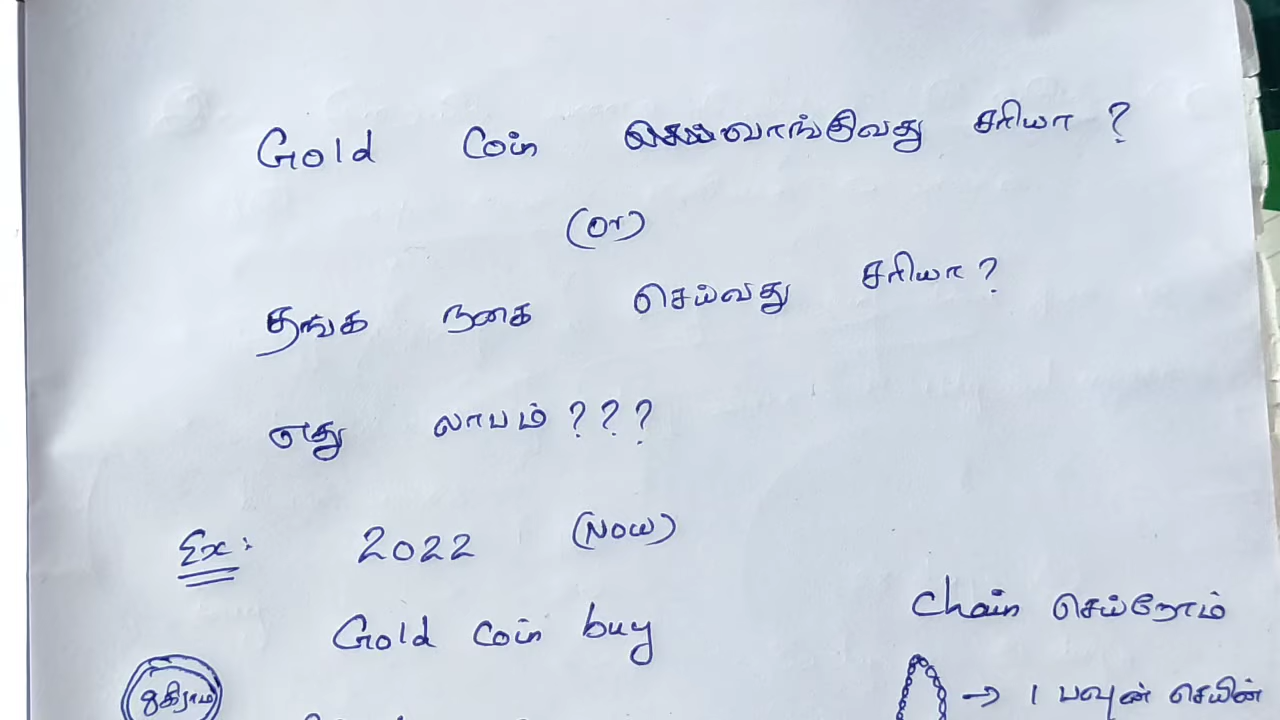 Gold Coin வாங்குவது சரியா ?
(or)
தங்க நகை செய்வது சரியா ?
எது லாபம் ? ? ?
Ex : 2022 (Now)
Gold Coin buy
Chain செய்றோம்
8கிராம்
→ 1 பவுன் செயின்